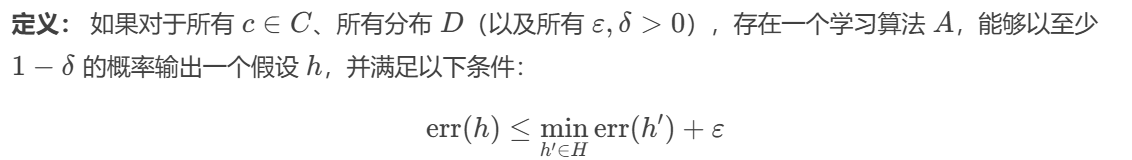 定义： 如果对于所有 c ∈ C、所有分布 D（以及所有 ε, δ > 0），存在一个学习算法 A，能够以至少
1 − δ 的概率输出一个假设 h，并满足以下条件：
err(h) ≤ min_{h′∈H} err(h′) + ε